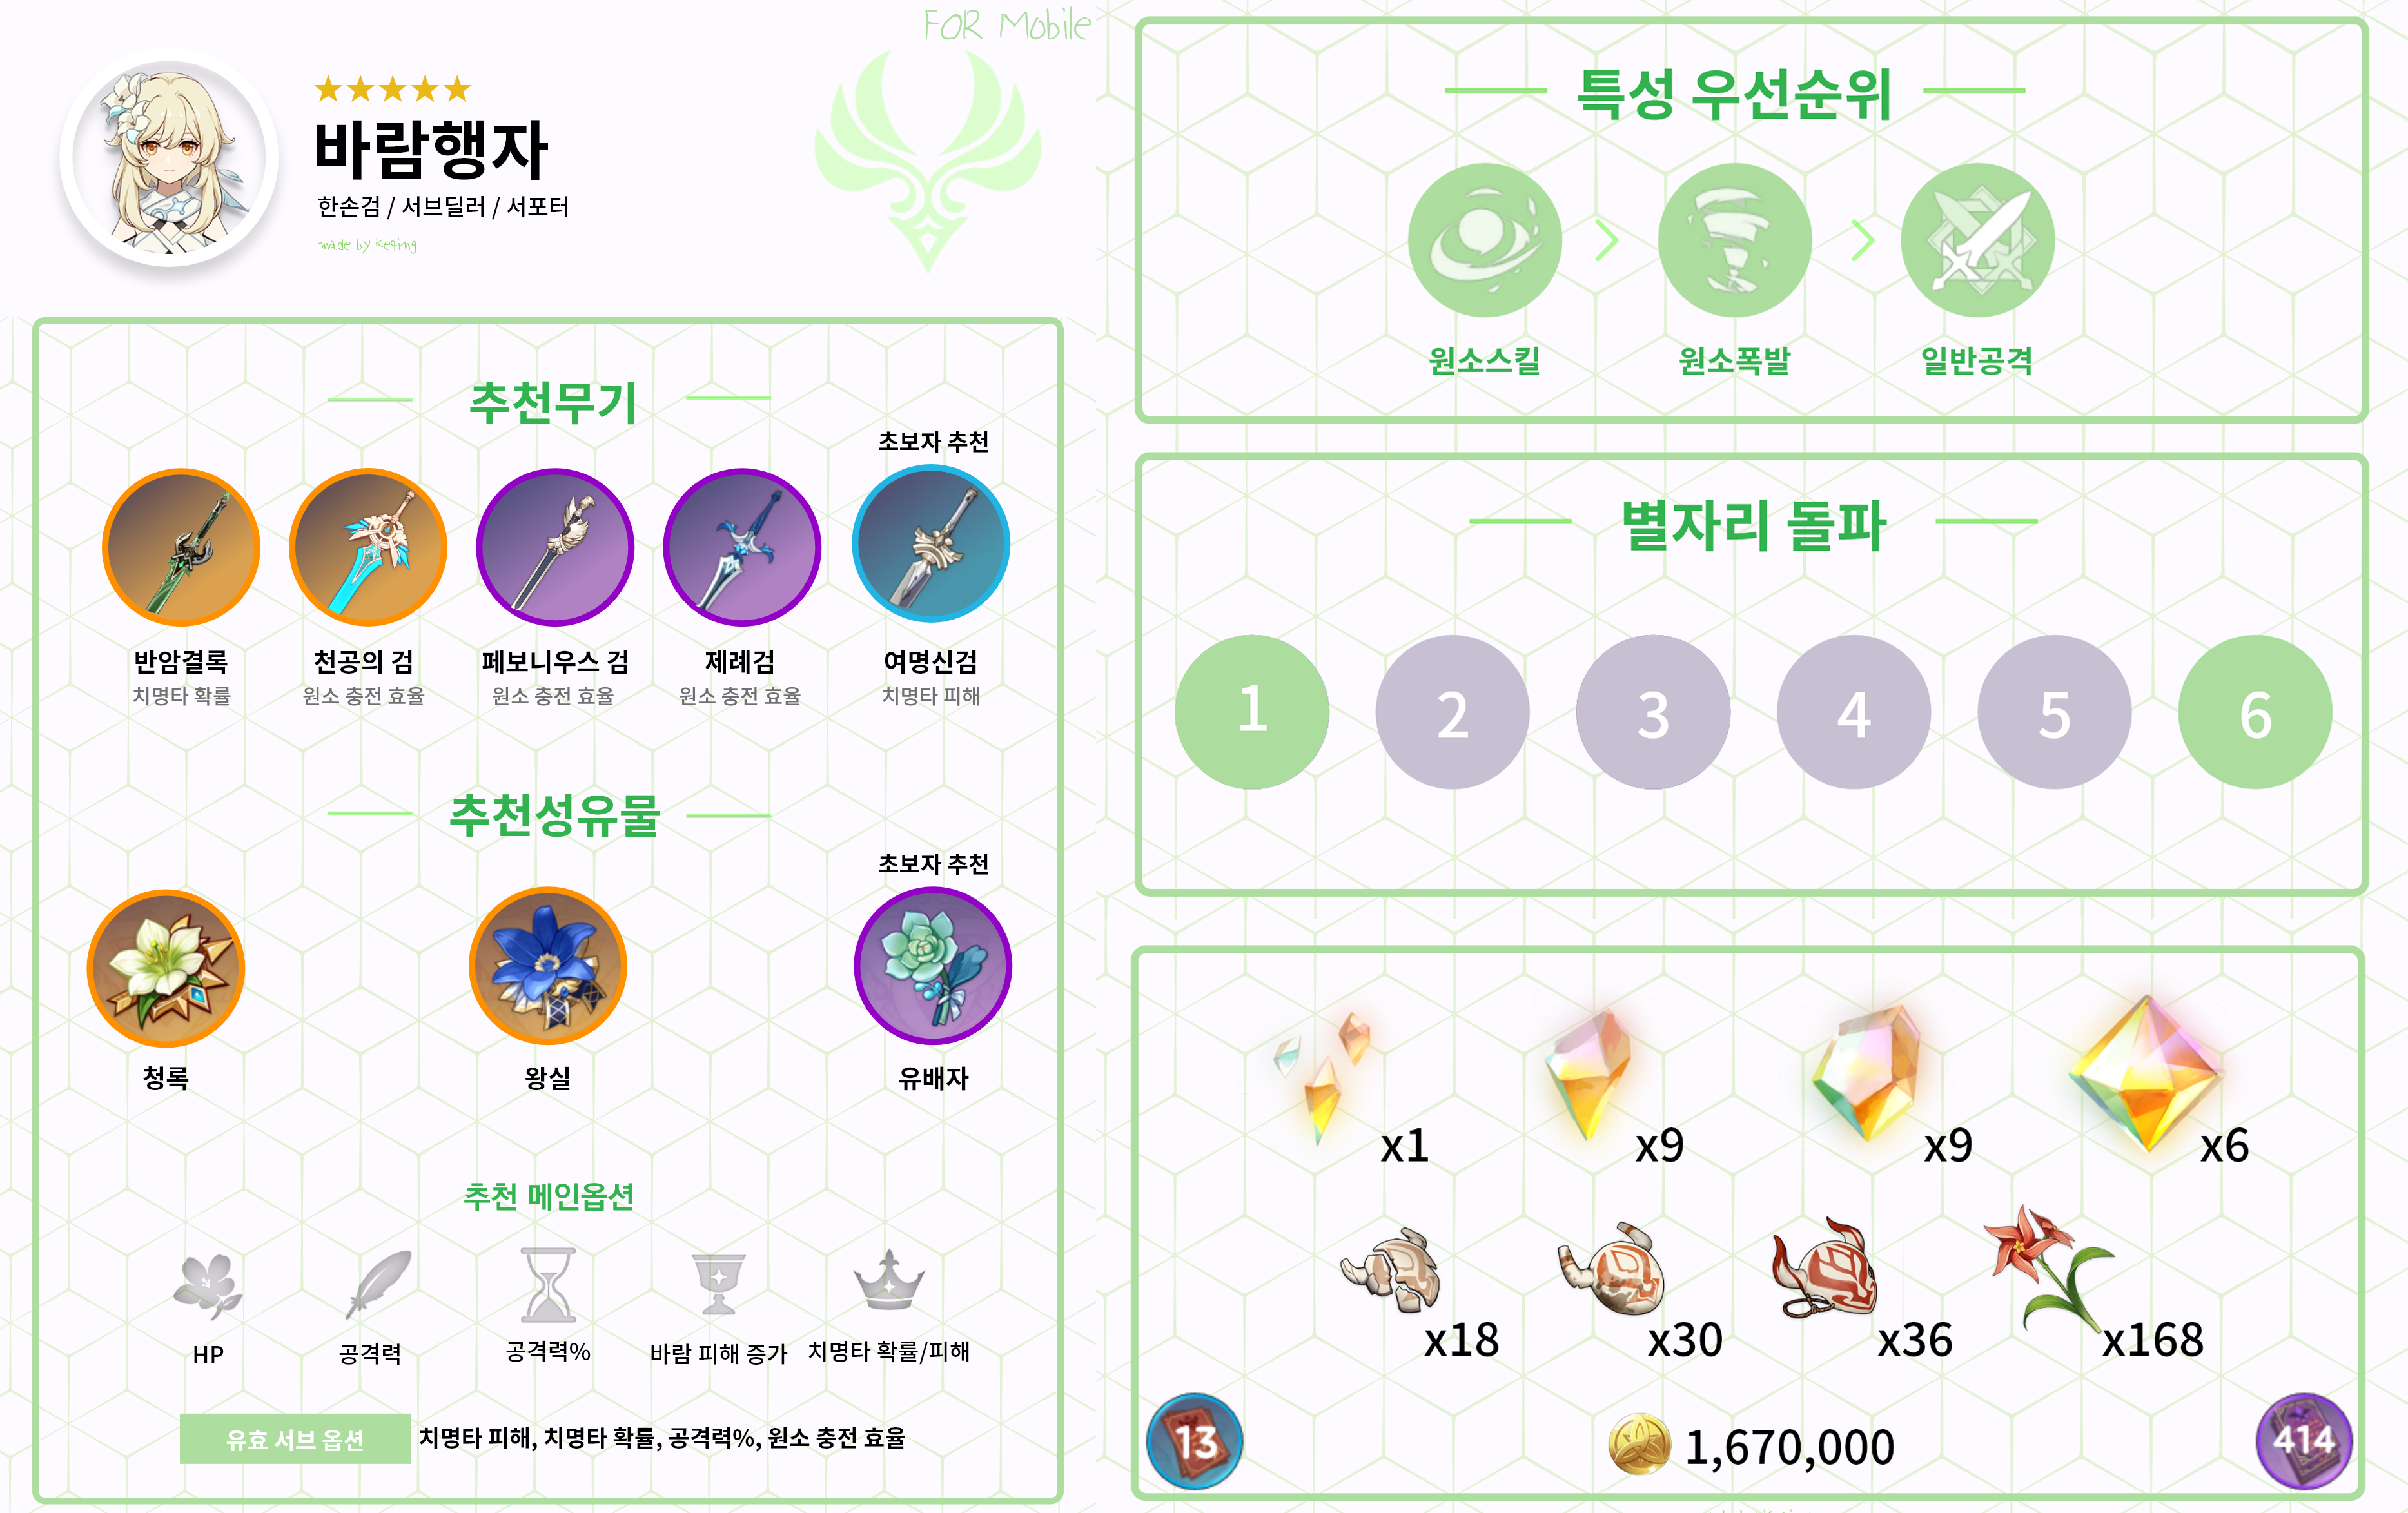 FOR Mobile
바람행자
한손검 / 서브딜러 / 서포터
made by Keqing
추천무기
초보자 추천
반암결록
치명타 확률
천공의 검
원소 충전 효율
페보니우스 검
원소 충전 효율
제례검
원소 충전 효율
여명신검
치명타 피해
추천성유물
초보자 추천
청록
왕실
유배자
추천 메인옵션
HP
공격력
공격력%
바람 피해 증가
치명타 확률/피해
유효 서브 옵션
치명타 피해, 치명타 확률, 공격력%, 원소 충전 효율
특성 우선순위
원소스킬
원소폭발
일반공격
별자리 돌파
1 2 3 4 5 6
x1
x9
x9
x6
x18
x30
x36
x168
13
1,670,000
414